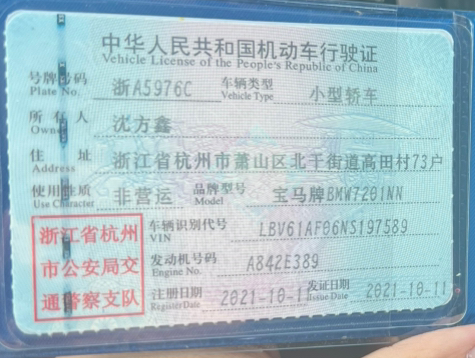 中华人民共和国机动车行驶证
Vehicle License of the People's Republic of China
号牌号码 浙A5976C 车辆类型 小型轿车
Plate No. Vehicle Type
所有人 沈方鑫
Owner
住址 浙江省杭州市萧山区北干街道高田村73户
Address
使用性质 非营运 品牌型号 宝马牌BMW7201NN
Use Character Model
浙江省杭州
市公安局交
通警察支队
车辆识别代号 LBV61AF06NS197589
VIN
发动机号码 A842E389
Engine No.
注册日期 2021-10-11 发证日期 2021-10-11
Register Date Issue Date